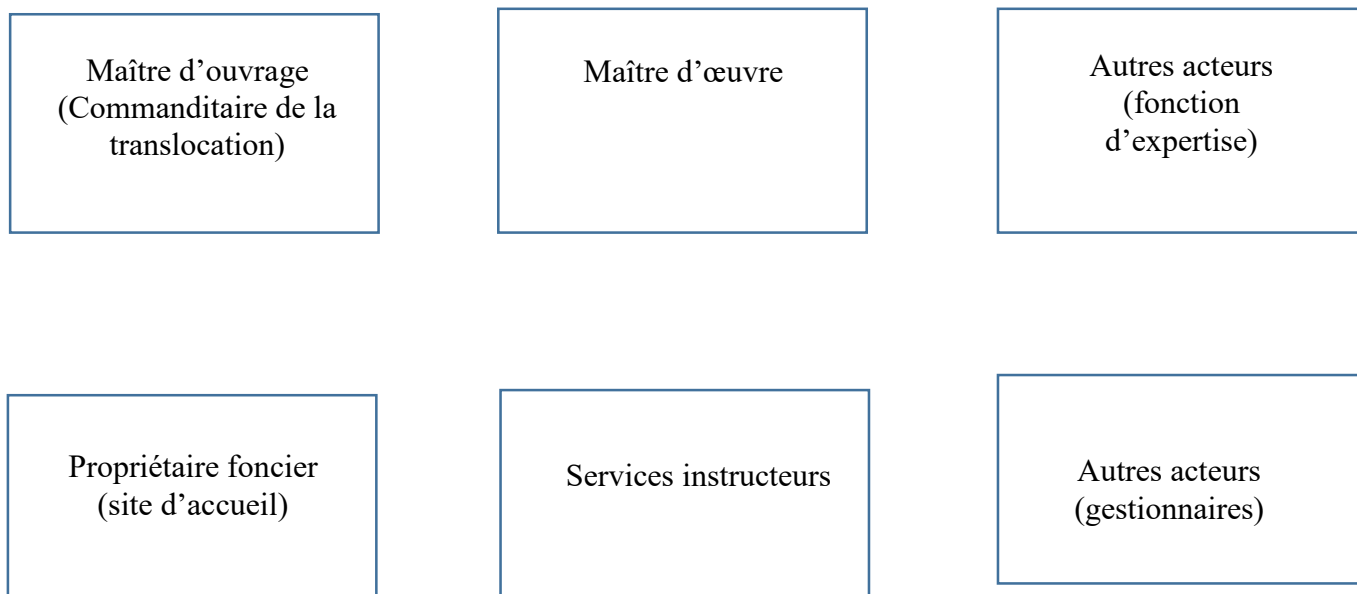 Maître d’ouvrage
(Commanditaire de la
translocation)
Maître d’œuvre
Autres acteurs
(fonction
d’expertise)
Propriétaire foncier
(site d’accueil)
Services instructeurs
Autres acteurs
(gestionnaires)